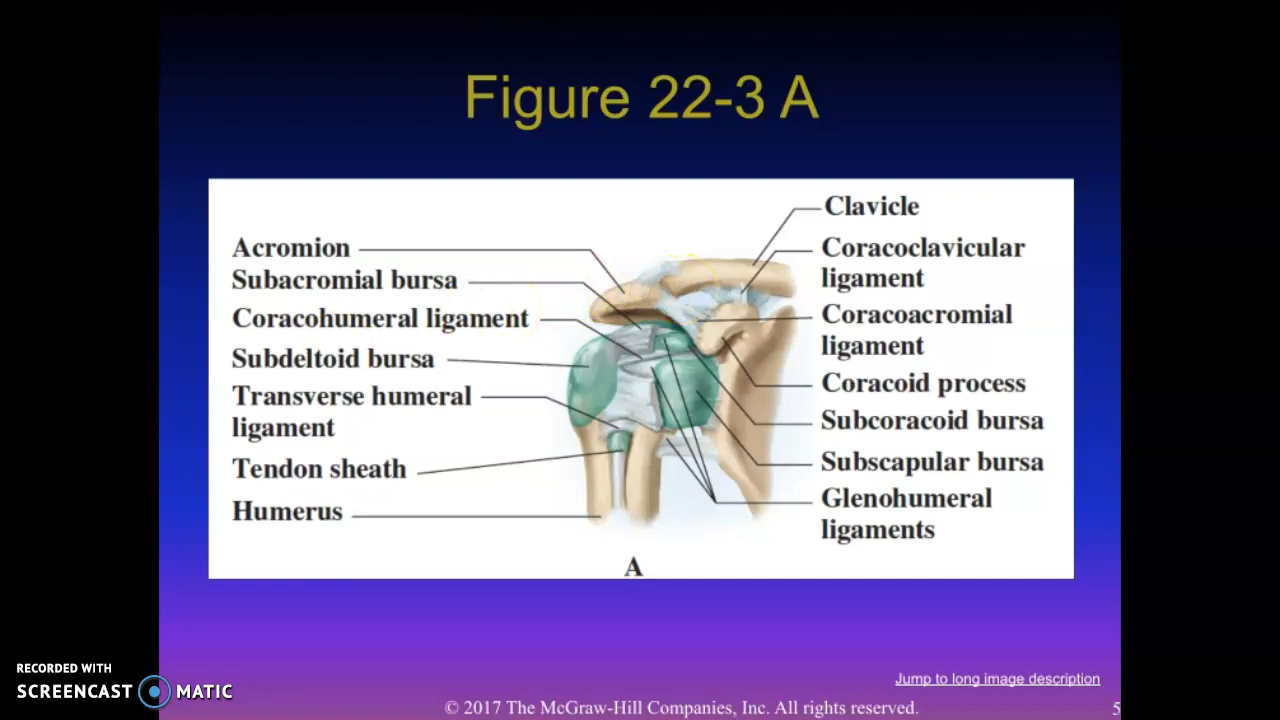 Figure 22-3 A
Acromion
Subacromial bursa
Coracohumeral ligament
Subdeltoid bursa
Transverse humeral
ligament
Tendon sheath
Humerus
Clavicle
Coracoclavicular
ligament
Coracoacromial
ligament
Coracoid process
Subcoracoid bursa
Subscapular bursa
Glenohumeral
ligaments
A
Jump to long image description
© 2017 The McGraw-Hill Companies, Inc. All rights reserved.
5
RECORDED WITH
SCREENCAST MATIC